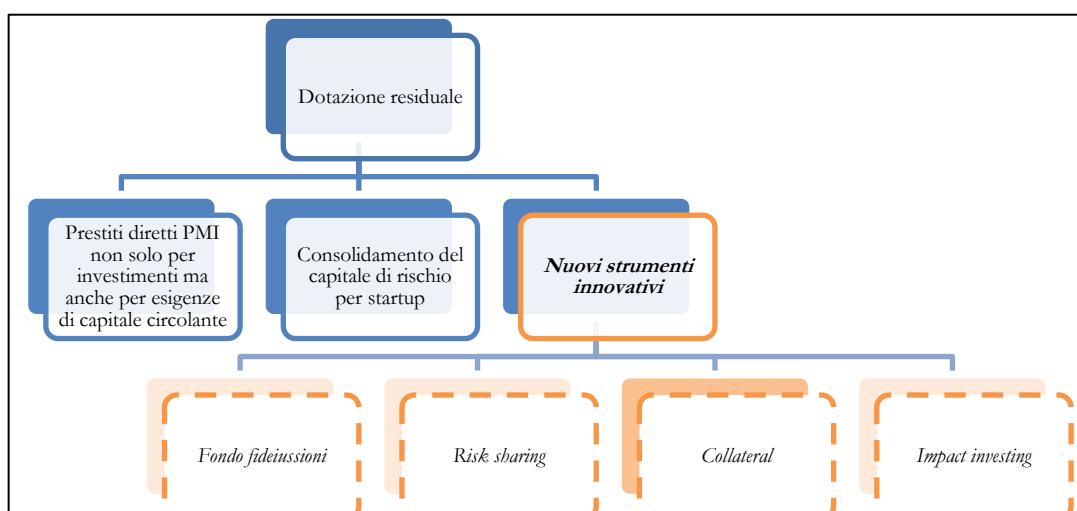 Dotazione residuale
Prestiti diretti PMI
non solo per
investimenti ma
anche per esigenze
di capitale circolante
Consolidamento del
capitale di rischio
per startup
Nuovi strumenti
innovativi
Fondo fideiussioni
Risk sharing
Collateral
Impact investing